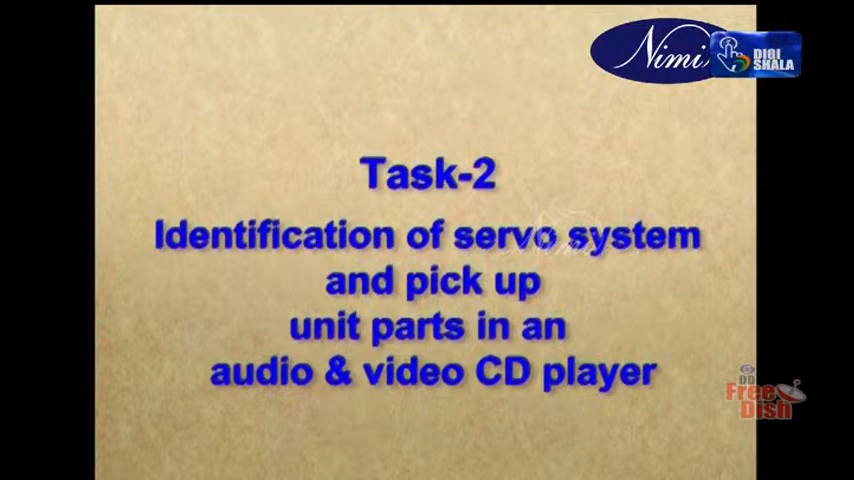 Nimi
DIGI
SHALA
Task-2
Identification of servo system
and pick up
unit parts in an
audio & video CD player
DD
Free
Dish